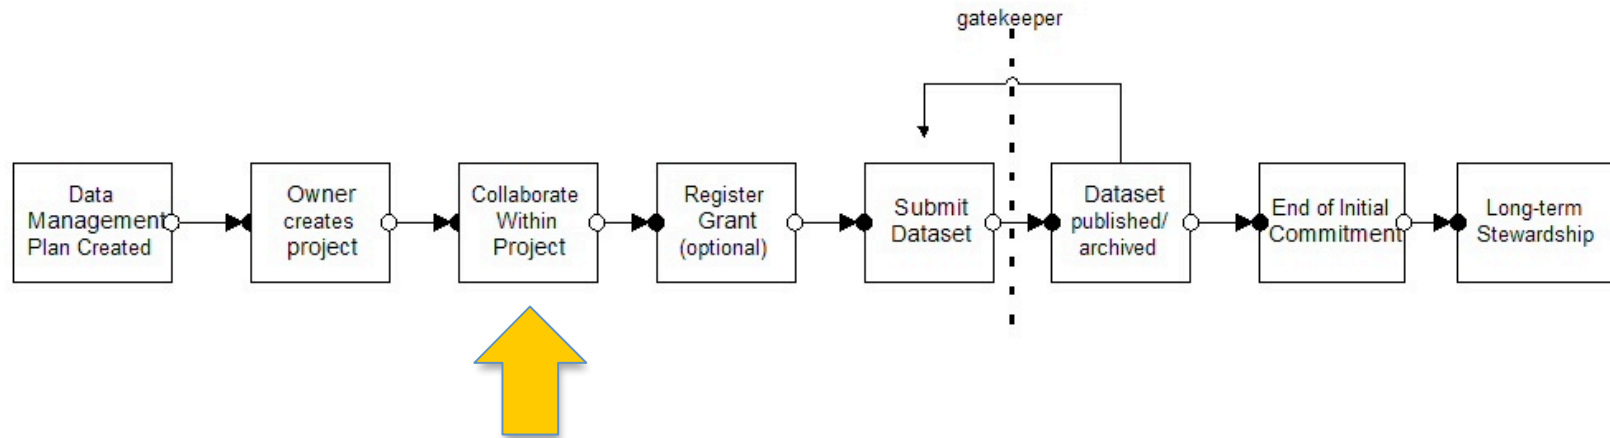 gatekeeper
Data
Management
Plan Created
Owner
creates
project
Collaborate
Within
Project
Register
Grant
(optional)
Submit
Dataset
Dataset
published/
archived
End of Initial
Commitment
Long-term
Stewardship